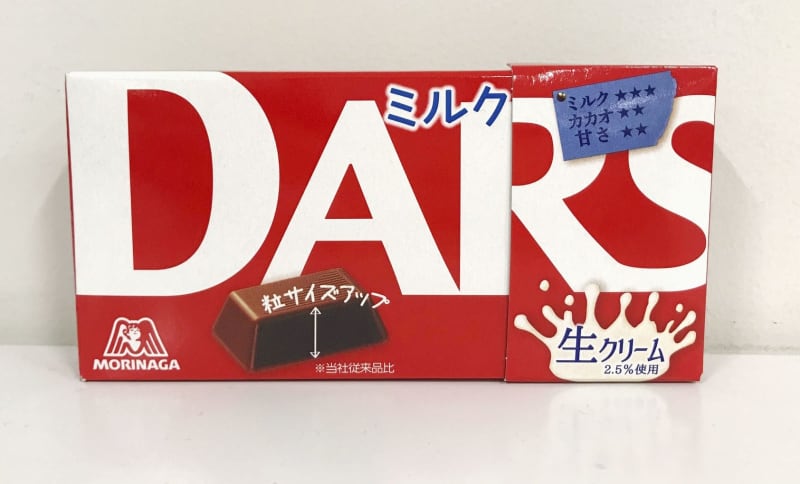 DARS
ミルク
ミルク ★★★
カカオ ★★
甘さ ★★
粒サイズアップ
※当社従来品比
MORINAGA
生クリーム
2.5%使用